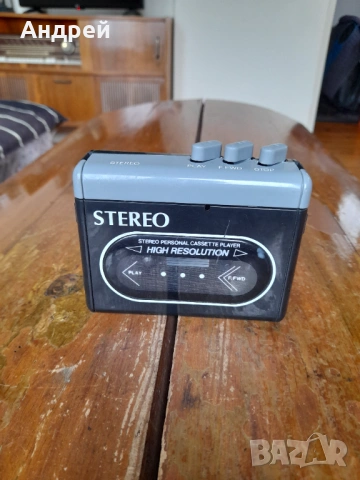 Андрей
STEREO
PLAY F.FWD STOP
STEREO
STEREO PERSONAL CASSETTE PLAYER
HIGH RESOLUTION
PLAY
F.FWD
BAZAR